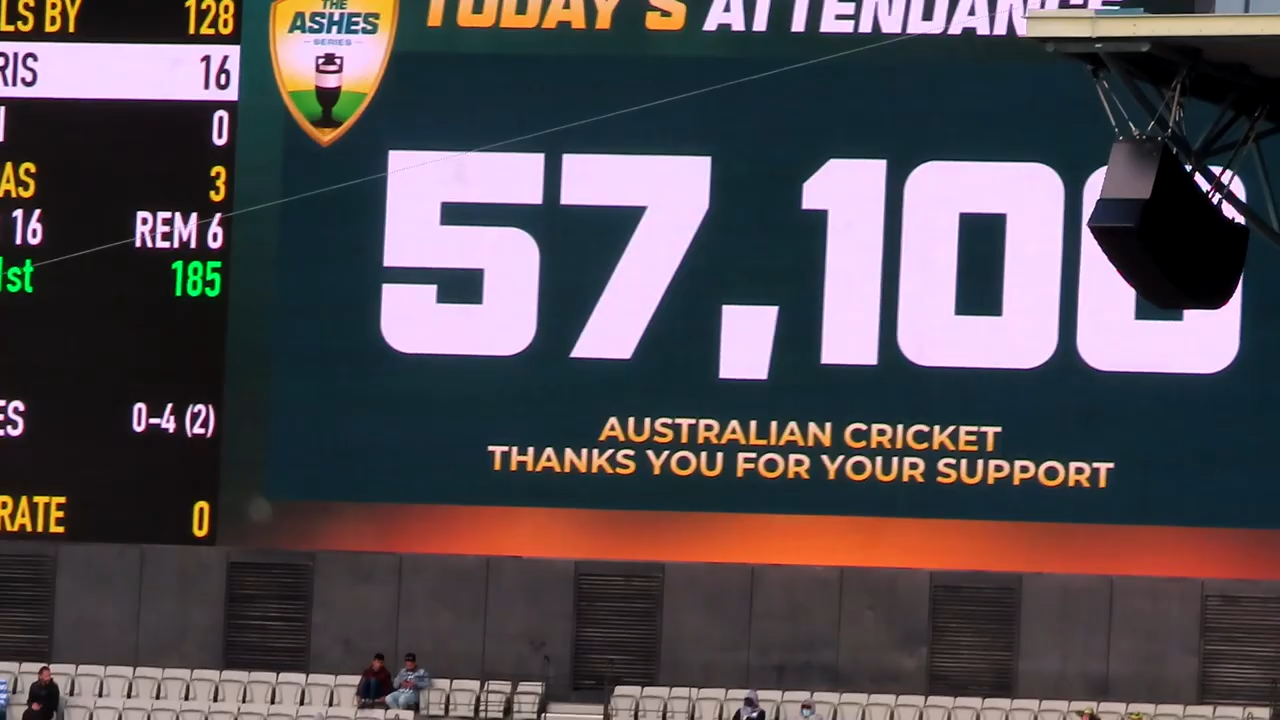 LS BY 128
RIS 16
0
AS 3
16 REM 6
1st 185
ES 0-4 (2)
RATE 0
THE
ASHES
SERIES
TODAY'S ATTENDANCE
57,100
AUSTRALIAN CRICKET
THANKS YOU FOR YOUR SUPPORT